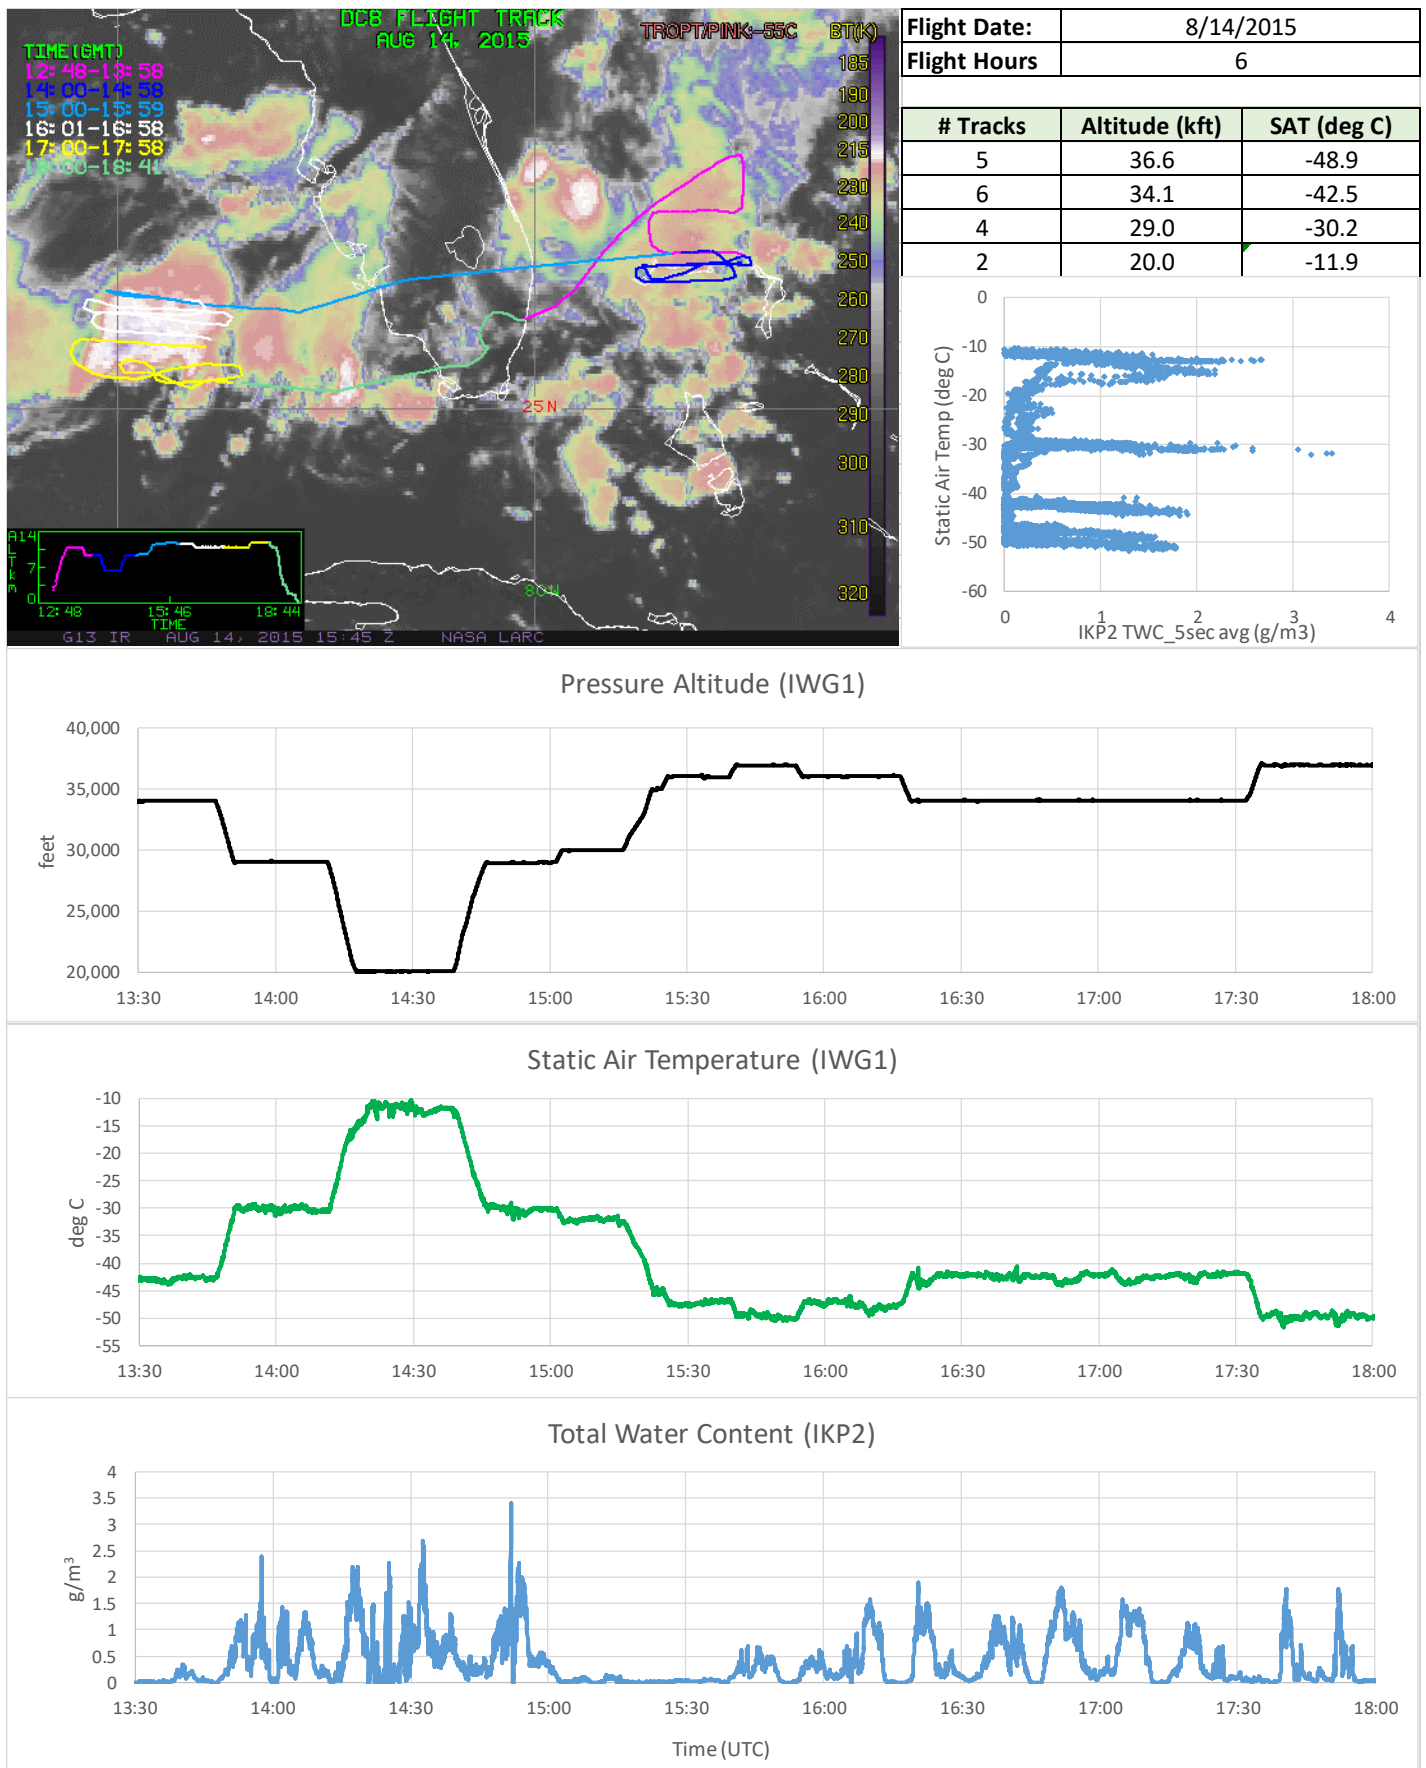 DC8 FLIGHT TRACK
AUG 14, 2015
TROPT/PINK:-55C
BT(K)
TIME(GMT)
12:48-13:58
14:00-14:58
15:00-15:59
16:01-16:58
17:00-17:58
18:00-18:41
185
190
200
215
230
240
250
260
270
280
290
300
310
320
25N
80W
ALT km
14
7
0
12:48 15:46 18:44
TIME
G13 IR AUG 14, 2015 15:45 Z NASA LARC
Flight Date: 8/14/2015
Flight Hours 6
# Tracks Altitude (kft) SAT (deg C)
5 36.6 -48.9
6 34.1 -42.5
4 29.0 -30.2
2 20.0 -11.9
Static Air Temp (deg C)
0
-10
-20
-30
-40
-50
-60
0 1 2 3 4
IKP2 TWC_5sec avg (g/m3)
Pressure Altitude (IWG1)
feet
40,000
35,000
30,000
25,000
20,000
13:30 14:00 14:30 15:00 15:30 16:00 16:30 17:00 17:30 18:00
Static Air Temperature (IWG1)
deg C
-10
-15
-20
-25
-30
-35
-40
-45
-50
-55
13:30 14:00 14:30 15:00 15:30 16:00 16:30 17:00 17:30 18:00
Total Water Content (IKP2)
g/m³
4
3.5
3
2.5
2
1.5
1
0.5
0
13:30 14:00 14:30 15:00 15:30 16:00 16:30 17:00 17:30 18:00
Time (UTC)